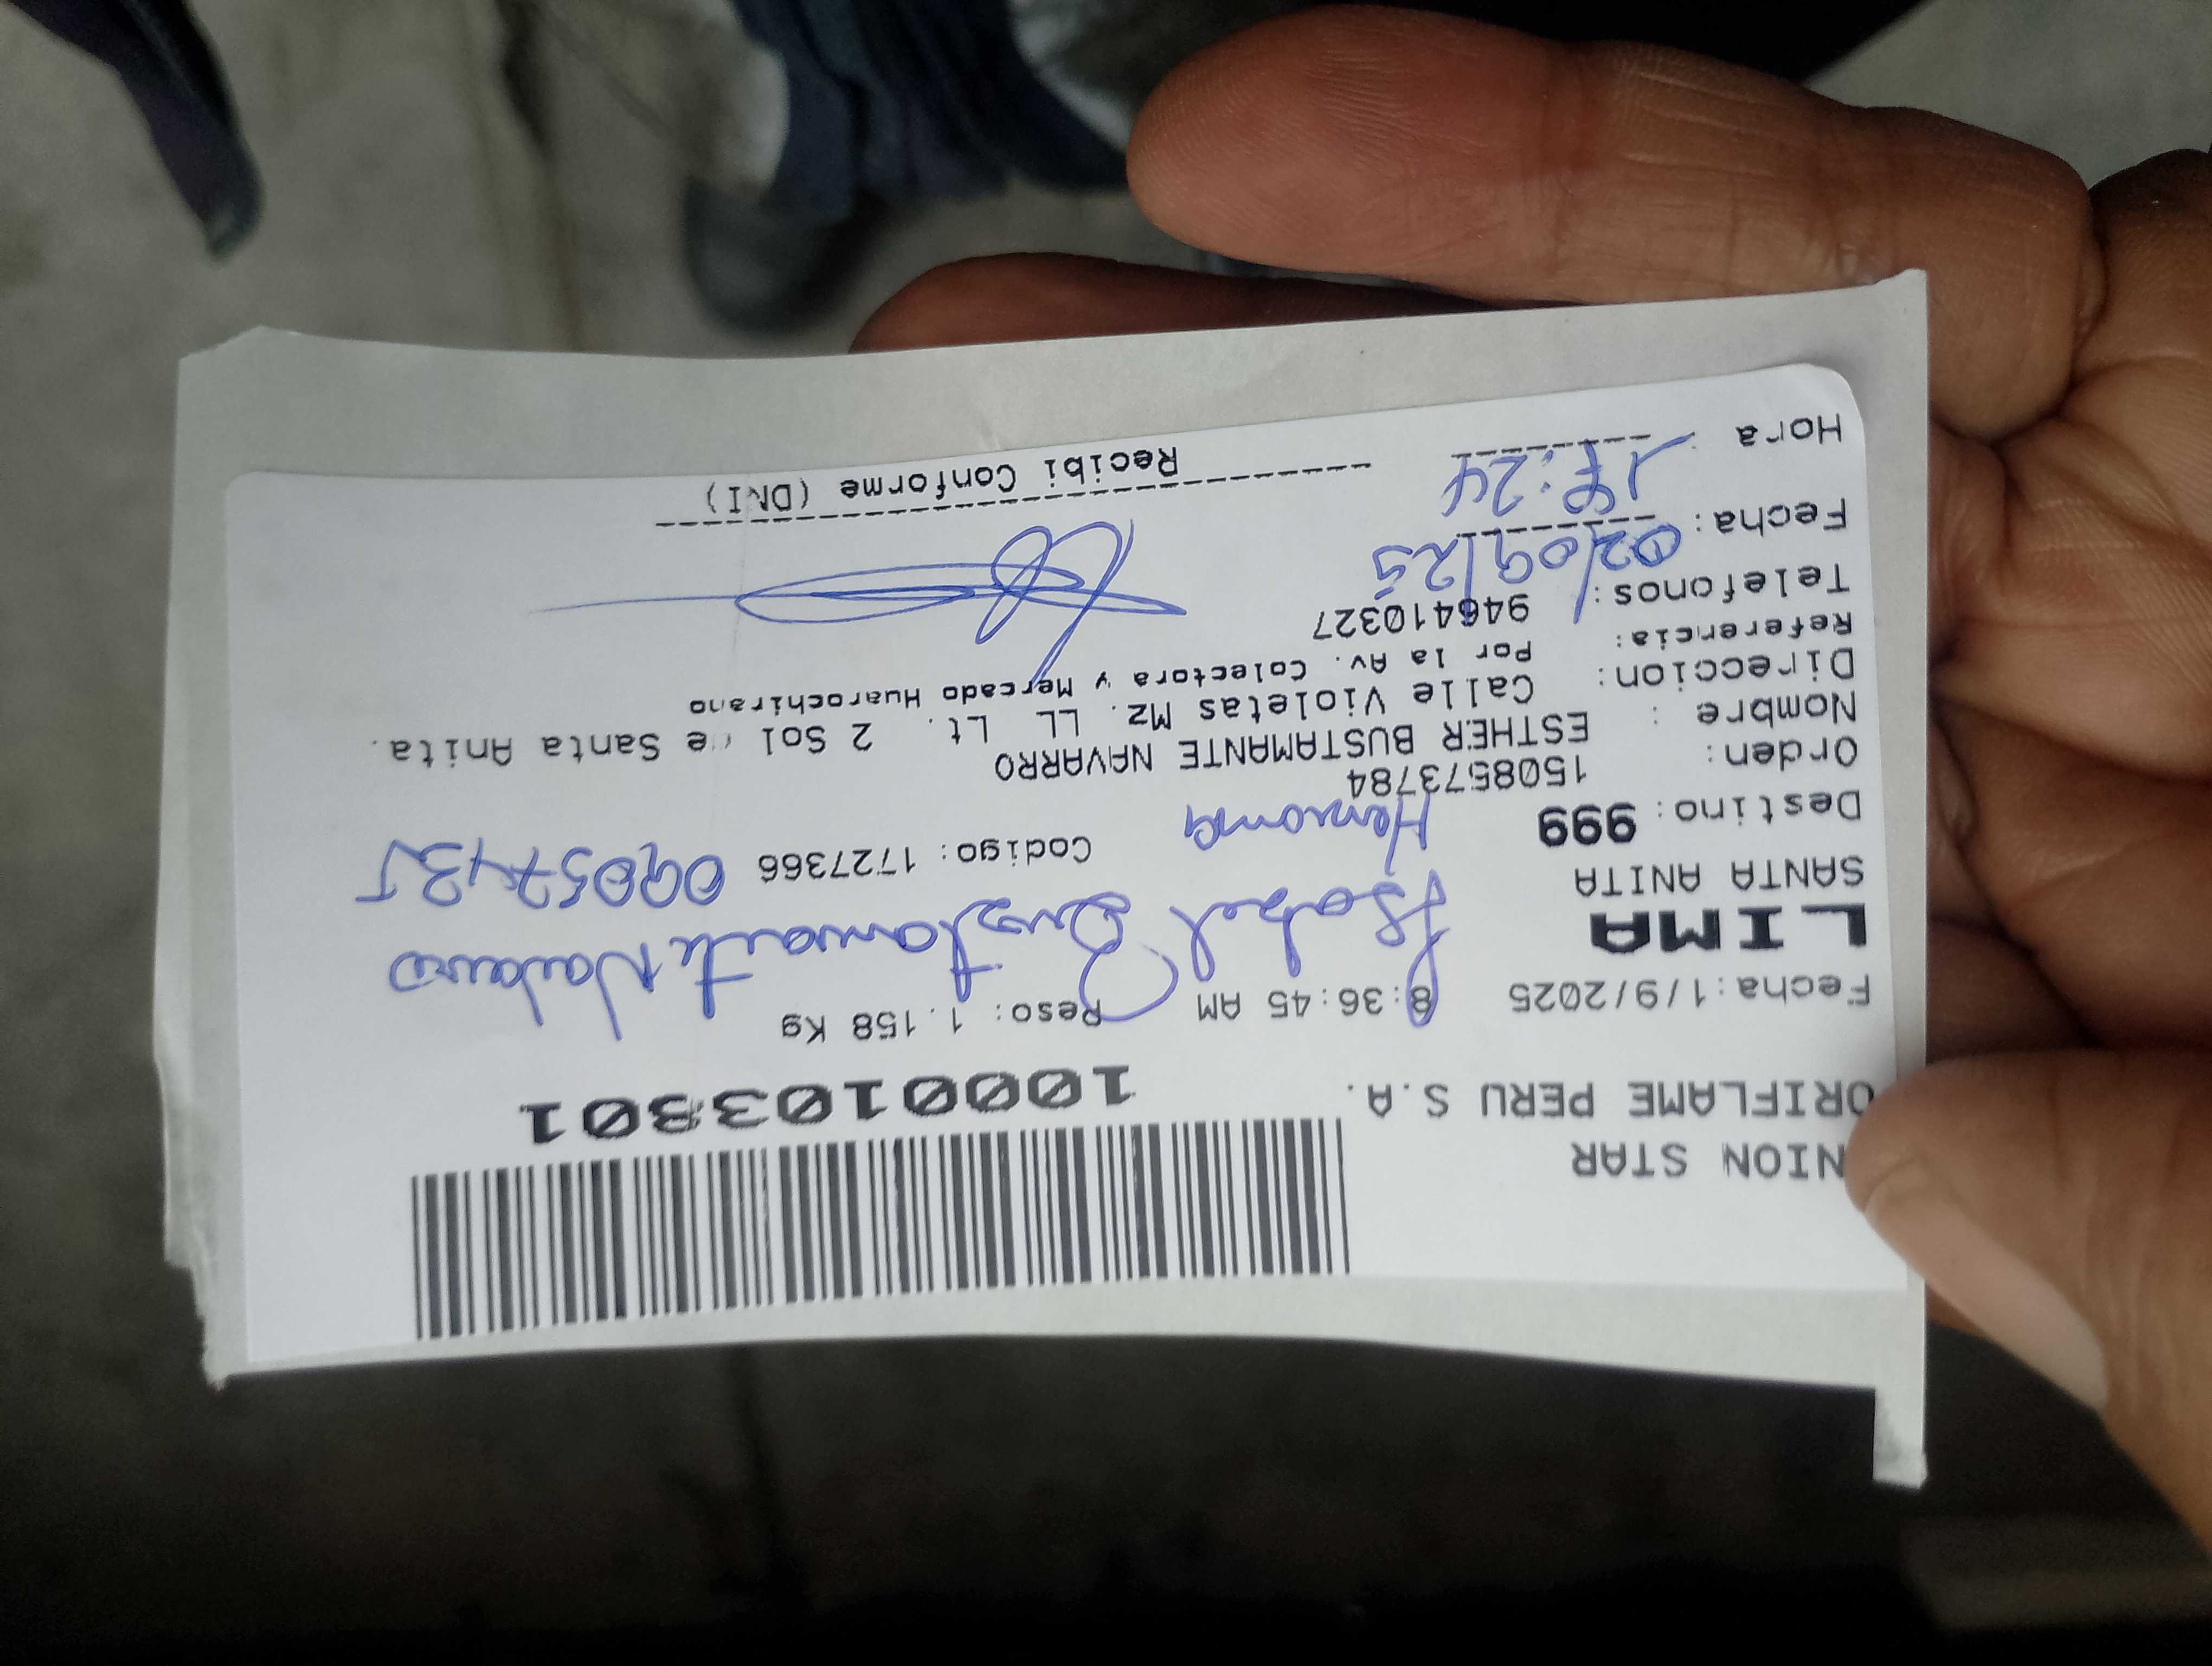 NION STAR
ORIFLAME PERU S.A.
1000103301
Fecha:1/9/2025 8:36:45 AM Peso: 1.158 Kg
LIMA
Isabel Bustamante Navarro
SANTA ANITA
Hermana
Destino: 999 Codigo: 1727366
Orden: 1508573784
Nombre : ESTHER BUSTAMANTE NAVARRO
Direccion: Calle Violetas Mz. LL Lt. 2 Sol de Santa Anita.
Referencia: Por la Av. Colectora y Mercado Huarochirano
Telefonos: 946410327
Fecha: 02/09/25
Hora : 17:24
Recibi Conforme (DNI)